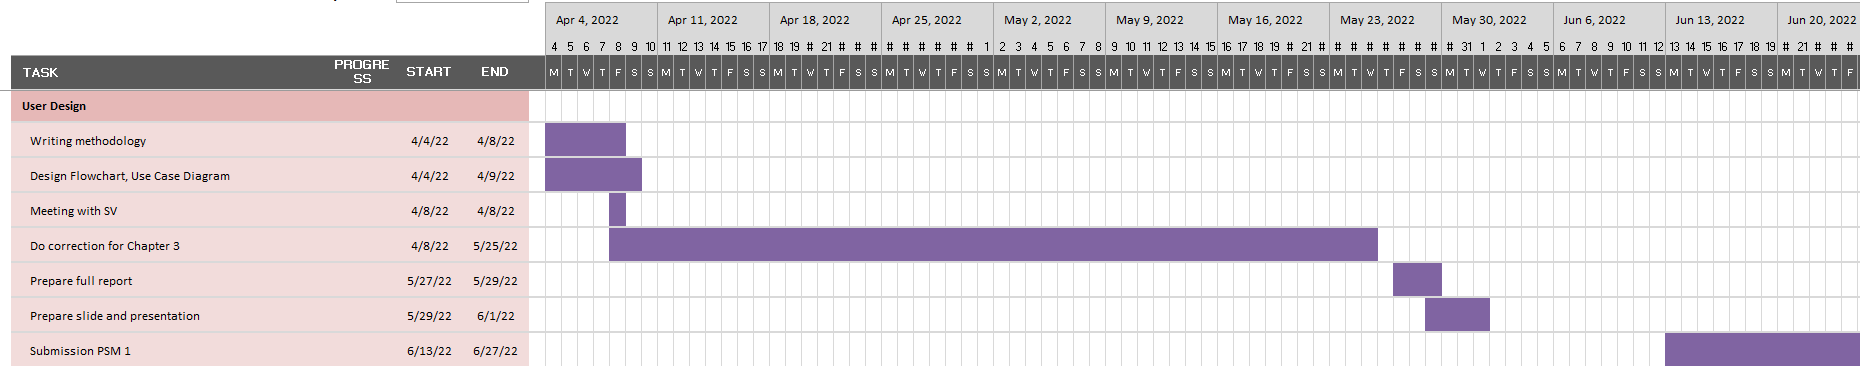 Apr 4, 2022 Apr 11, 2022 Apr 18, 2022 Apr 25, 2022 May 2, 2022 May 9, 2022 May 16, 2022 May 23, 2022 May 30, 2022 Jun 6, 2022 Jun 13, 2022 Jun 20, 2022
4 5 6 7 8 9 10 11 12 13 14 15 16 17 18 19 # 21 # # # # # # # # # 1 2 3 4 5 6 7 8 9 10 11 12 13 14 15 16 17 18 19 # 21 # # # # # # # # # 31 1 2 3 4 5 6 7 8 9 10 11 12 13 14 15 16 17 18 19 # 21 # # #
TASK PROGRE SS START END M T W T F S S M T W T F S S M T W T F S S M T W T F S S M T W T F S S M T W T F S S M T W T F S S M T W T F S S M T W T F S S M T W T F S S M T W T F S S M T W T F
User Design
Writing methodology 4/4/22 4/8/22
Design Flowchart, Use Case Diagram 4/4/22 4/9/22
Meeting with SV 4/8/22 4/8/22
Do correction for Chapter 3 4/8/22 5/25/22
Prepare full report 5/27/22 5/29/22
Prepare slide and presentation 5/29/22 6/1/22
Submission PSM 1 6/13/22 6/27/22